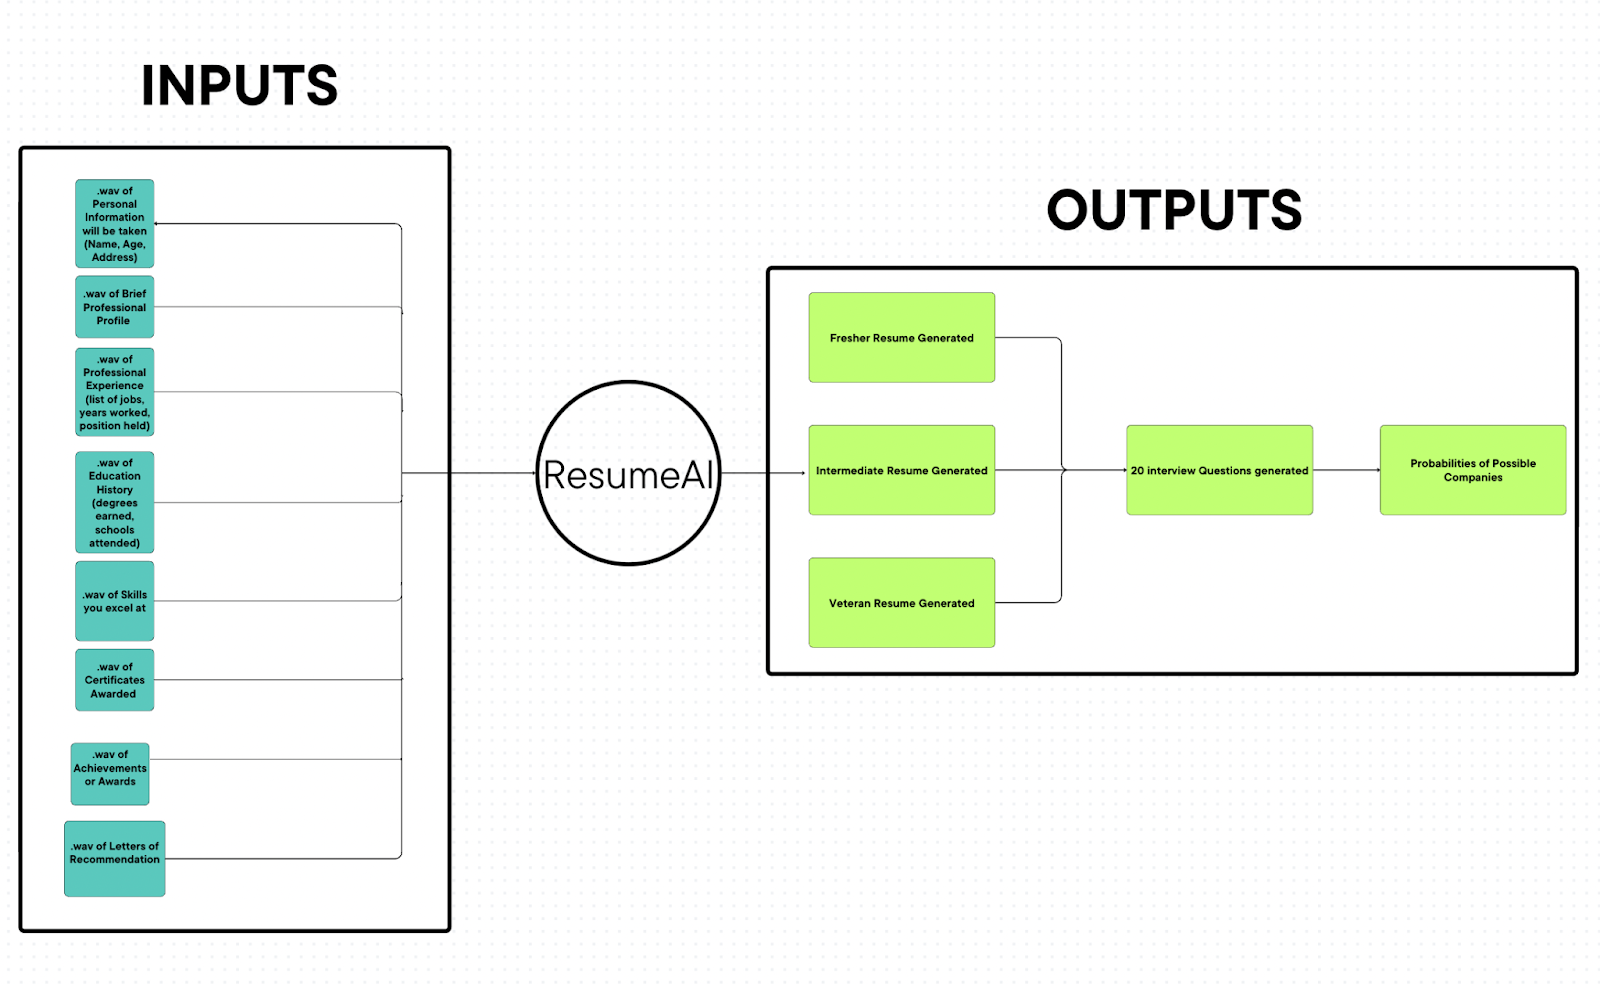 INPUTS
.wav of
Personal
Information
will be taken
(Name, Age,
Address)
.wav of Brief
Professional
Profile
.wav of
Professional
Experience
(list of jobs,
years worked,
position held)
.wav of
Education
History
(degrees
earned,
schools
attended)
.wav of Skills
you excel at
.wav of
Certificates
Awarded
.wav of
Achievements
or Awards
.wav of Letters of
Recommendation
ResumeAI
OUTPUTS
Fresher Resume Generated
Intermediate Resume Generated
Veteran Resume Generated
20 interview Questions generated
Probabilities of Possible
Companies